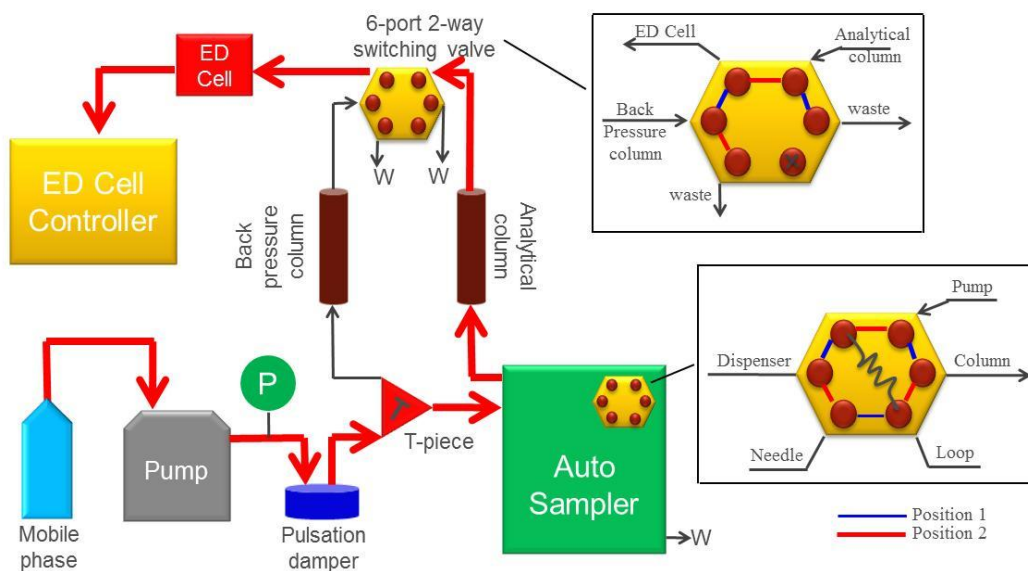 6-port 2-way
switching valve
ED
Cell
ED Cell
Controller
W
W
Back
pressure
column
Analytical
column
ED Cell
Analytical
column
Back
Pressure
column
waste
waste
X
P
T
T-piece
Pump
Mobile
phase
Pulsation
damper
Auto
Sampler
W
Pump
Dispenser
Column
Needle
Loop
Position 1
Position 2